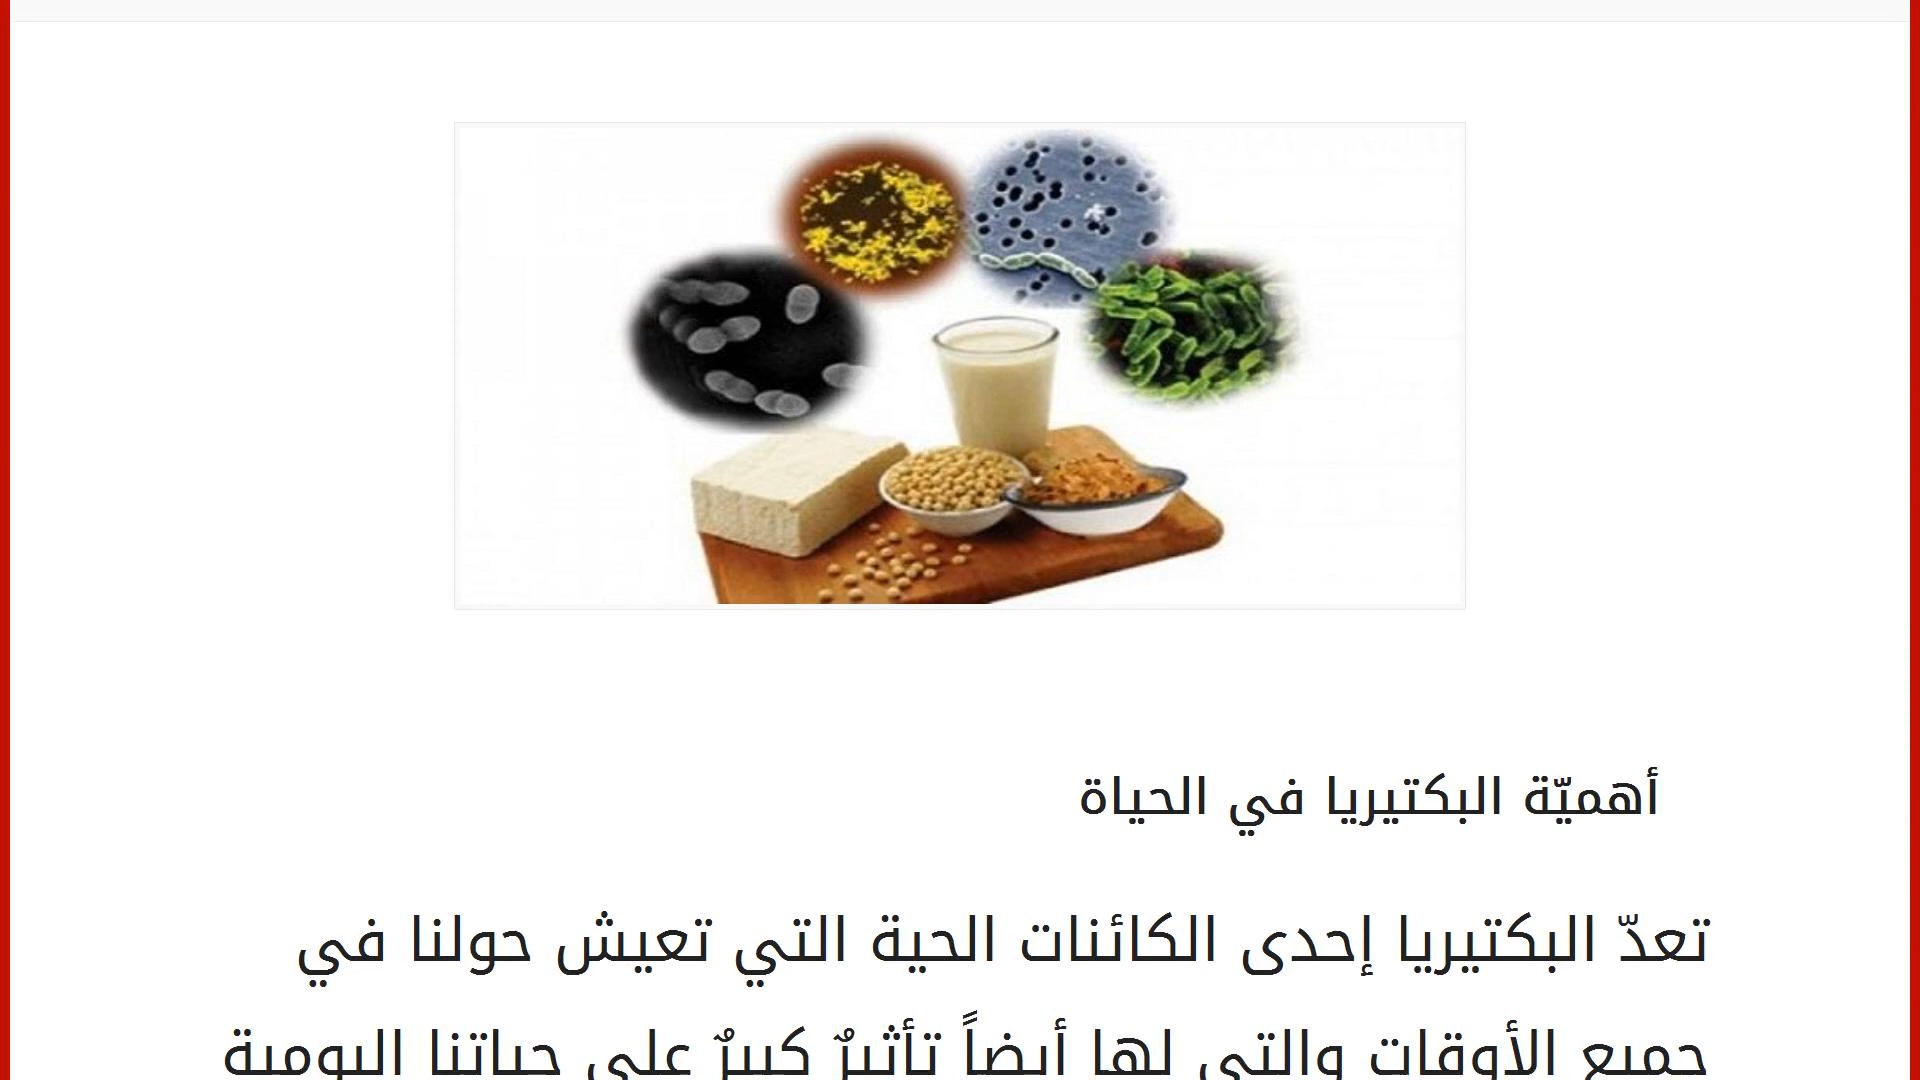 أهميّة البكتيريا في الحياة
تعدّ البكتيريا إحدى الكائنات الحية التي تعيش حولنا في
جميع الأوقات والتي لها أيضاً تأثيرٌ كبيرٌ على حياتنا اليومية